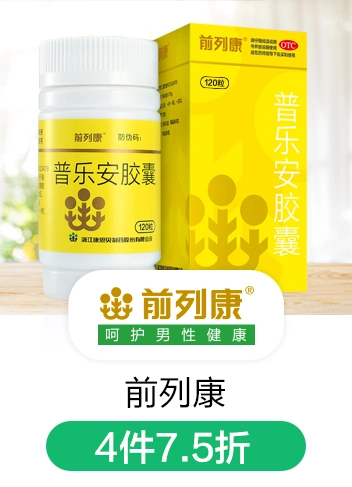 前列康®
OTC
120粒
普乐安胶囊
前列康 防伪码:
普乐安胶囊
120粒
浙江康恩贝制药股份有限公司
前列康®
呵护男性健康
前列康
4件7.5折